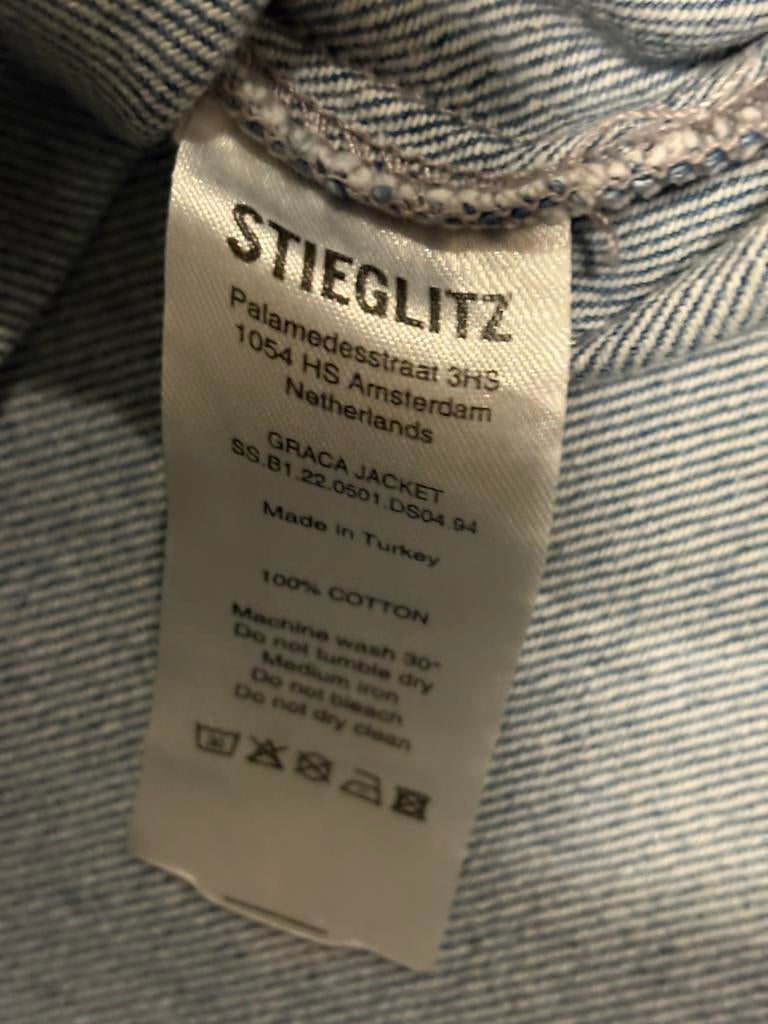 STIEGLITZ
Palamedesstraat 3HS
1054 HS Amsterdam
Netherlands
GRACA JACKET
SS.B1.22.0501.DS04.94
Made in Turkey
100% COTTON
Machine wash 30°
Do not tumble dry
Medium iron
Do not bleach
Do not dry clean